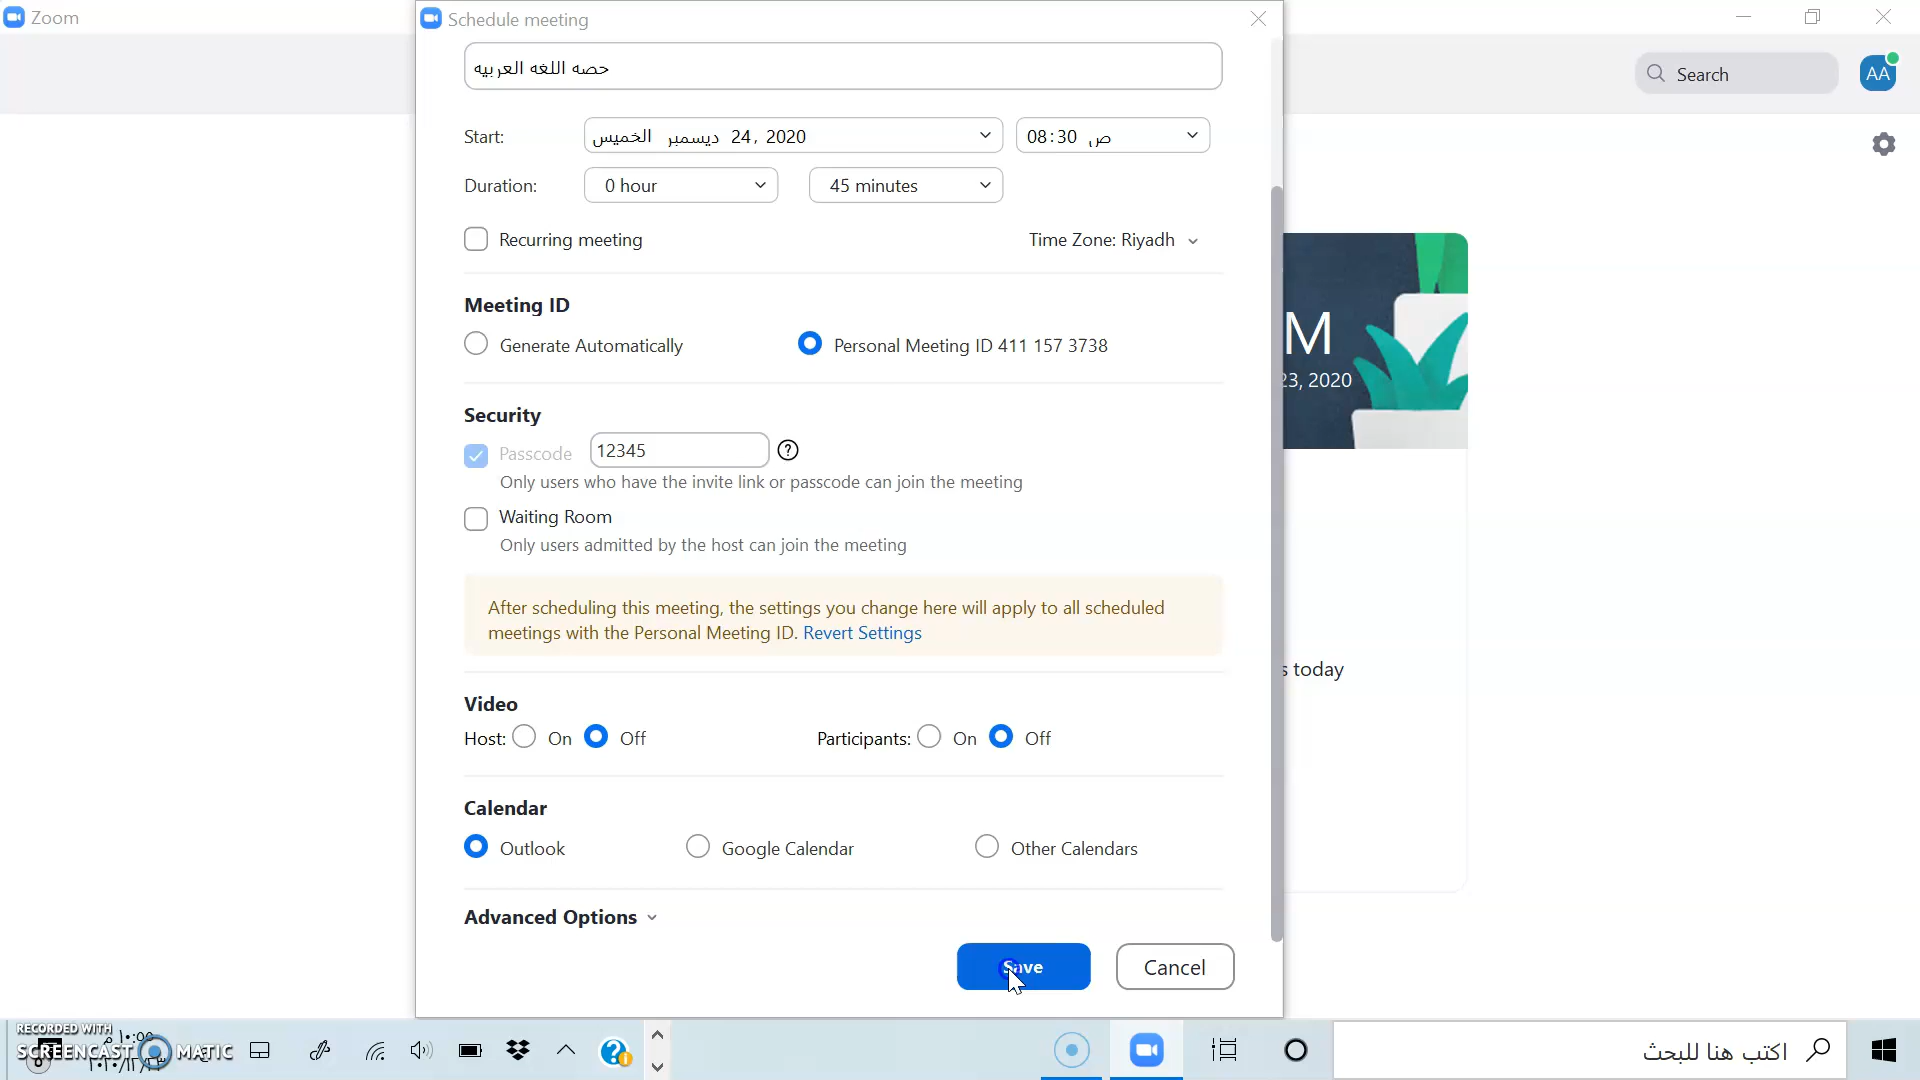 Zoom
Schedule meeting
حصه اللغه العربيه
Search
AA
Start:
الخميس ديسمبر 24, 2020
08:30 ص
Duration:
0 hour
45 minutes
Recurring meeting
Time Zone: Riyadh
Meeting ID
Generate Automatically
Personal Meeting ID 411 157 3738
M
23, 2020
Security
Passcode
12345
Only users who have the invite link or passcode can join the meeting
Waiting Room
Only users admitted by the host can join the meeting
After scheduling this meeting, the settings you change here will apply to all scheduled
meetings with the Personal Meeting ID. Revert Settings
s today
Video
Host:
On
Off
Participants:
On
Off
Calendar
Outlook
Google Calendar
Other Calendars
Advanced Options
Save
Cancel
RECORDED WITH
SCREENCAST MATIC
اكتب هنا للبحث